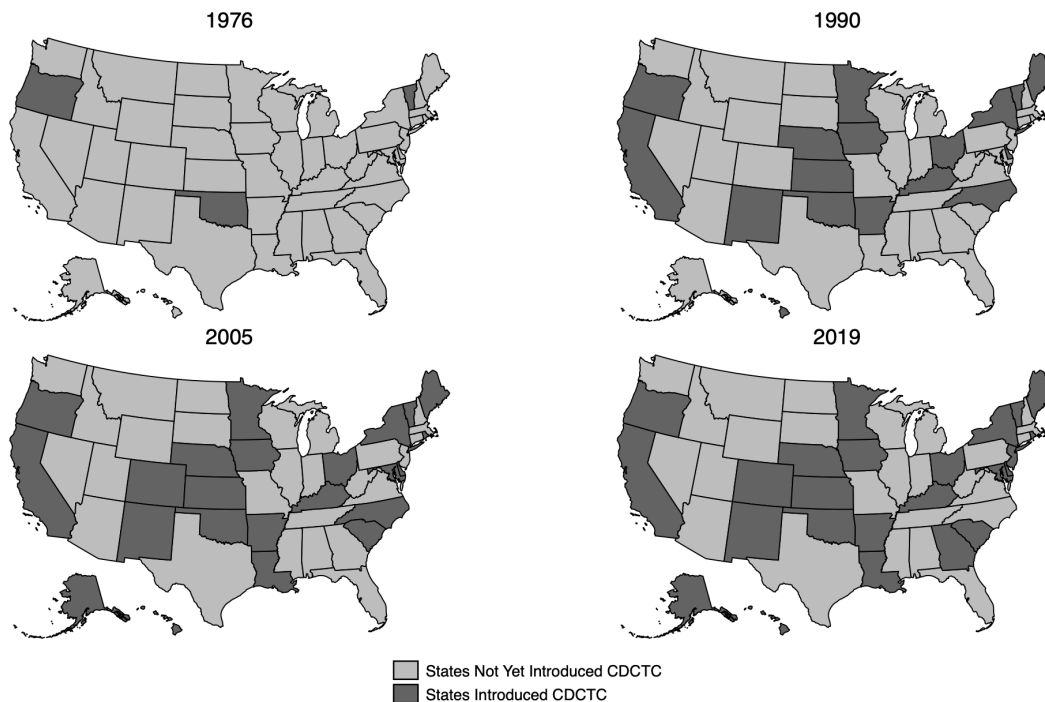 1976
1990
2005
2019
States Not Yet Introduced CDCTC
States Introduced CDCTC